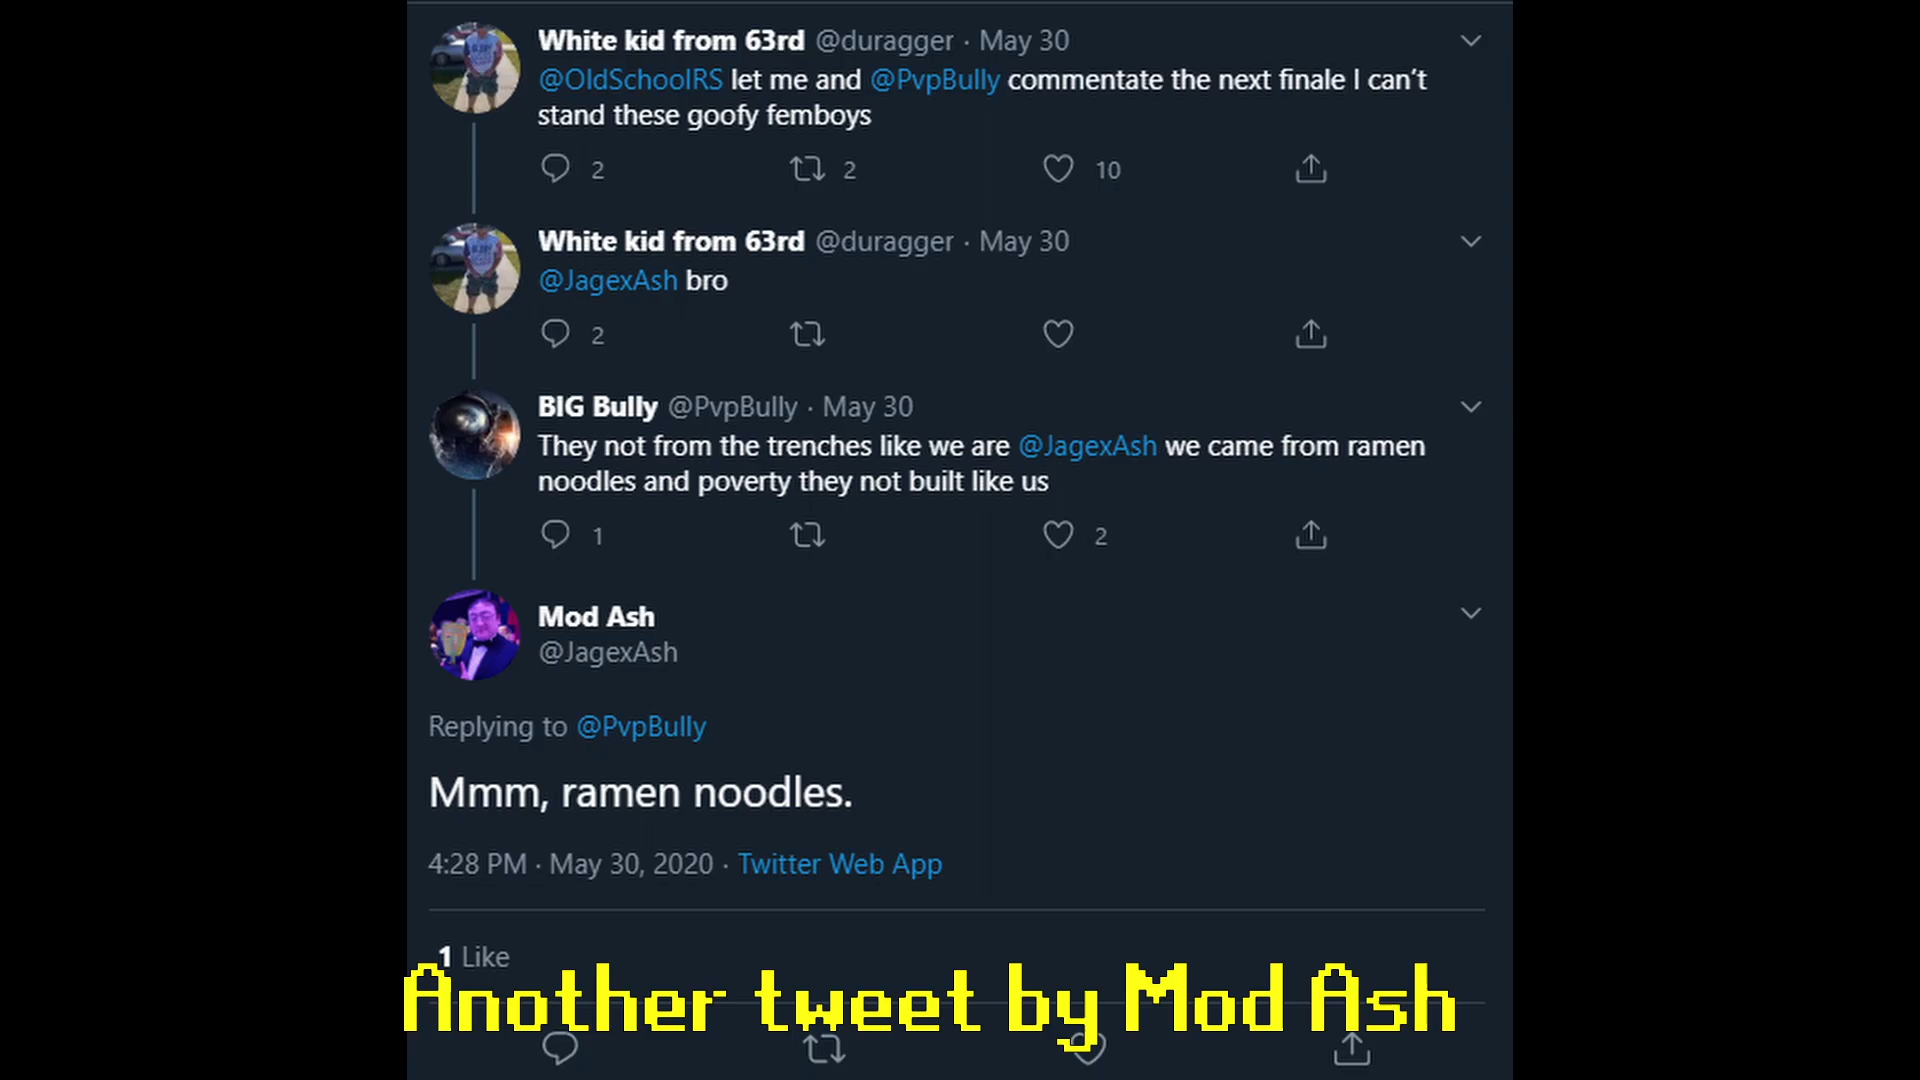 White kid from 63rd @duragger · May 30
@OldSchoolRS let me and @PvpBully commentate the next finale I can't
stand these goofy femboys
2 2 10
White kid from 63rd @duragger · May 30
@JagexAsh bro
2
BIG Bully @PvpBully · May 30
They not from the trenches like we are @JagexAsh we came from ramen
noodles and poverty they not built like us
1 2
Mod Ash
@JagexAsh
Replying to @PvpBully
Mmm, ramen noodles.
4:28 PM · May 30, 2020 · Twitter Web App
1 Like
Another tweet by Mod Ash